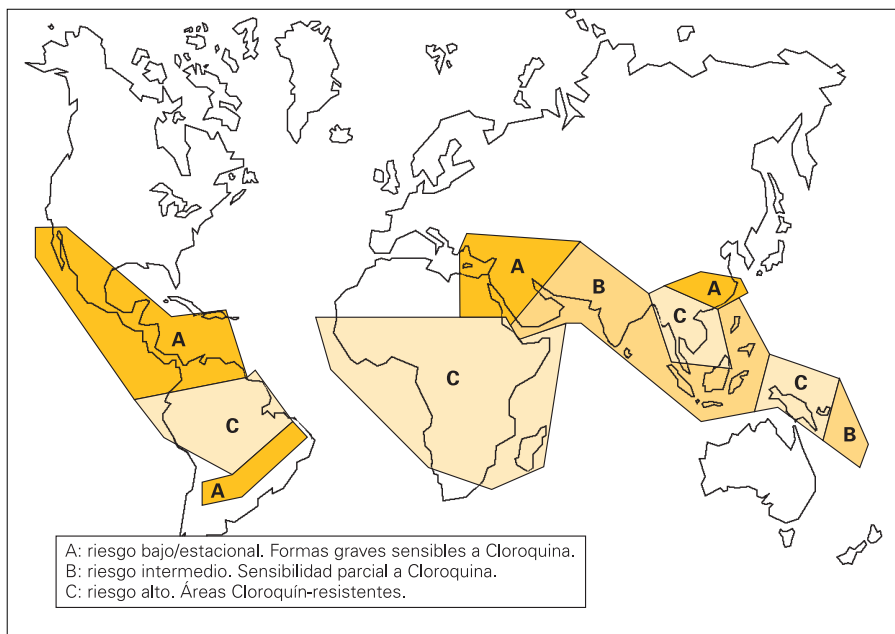 A
B
A
C
A
C
C
C
B
A
A: riesgo bajo/estacional. Formas graves sensibles a Cloroquina.
B: riesgo intermedio. Sensibilidad parcial a Cloroquina.
C: riesgo alto. Áreas Cloroquín-resistentes.